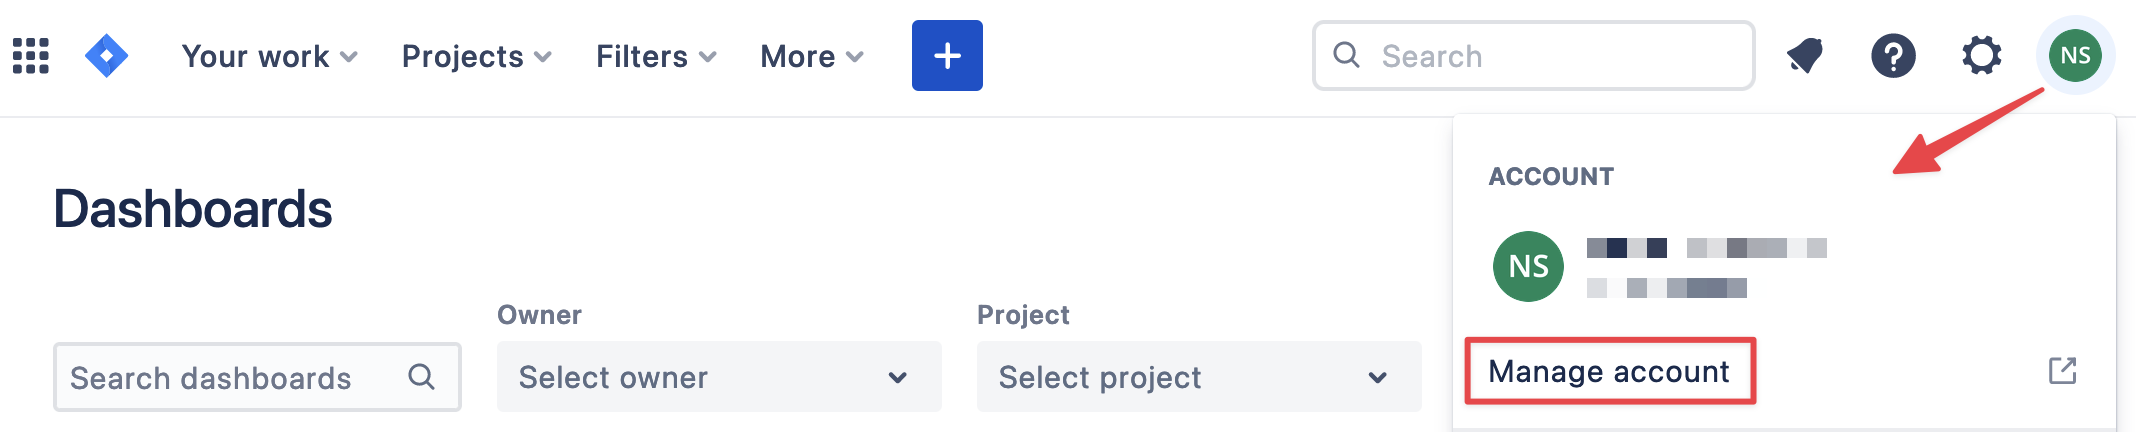 Your work Projects Filters More + Search ? NS
ACCOUNT
Dashboards
NS
Owner Project
Search dashboards Select owner Select project
Manage account